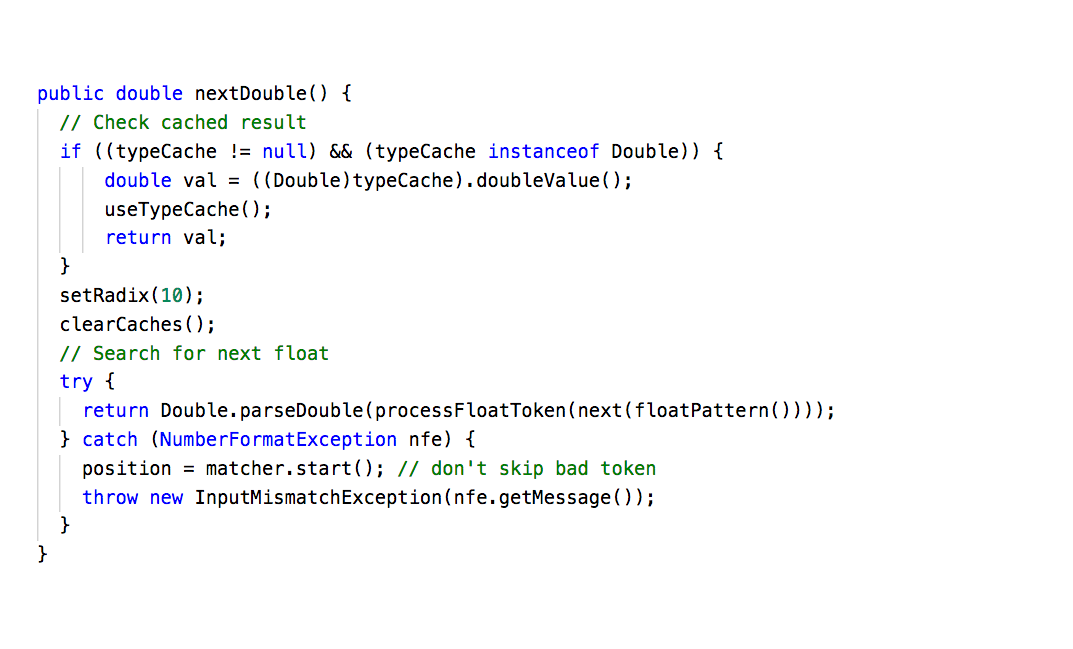 public double nextDouble() {
// Check cached result
if ((typeCache != null) && (typeCache instanceof Double)) {
double val = ((Double)typeCache).doubleValue();
useTypeCache();
return val;
}
setRadix(10);
clearCaches();
// Search for next float
try {
return Double.parseDouble(processFloatToken(next(floatPattern())));
} catch (NumberFormatException nfe) {
position = matcher.start(); // don't skip bad token
throw new InputMismatchException(nfe.getMessage());
}
}